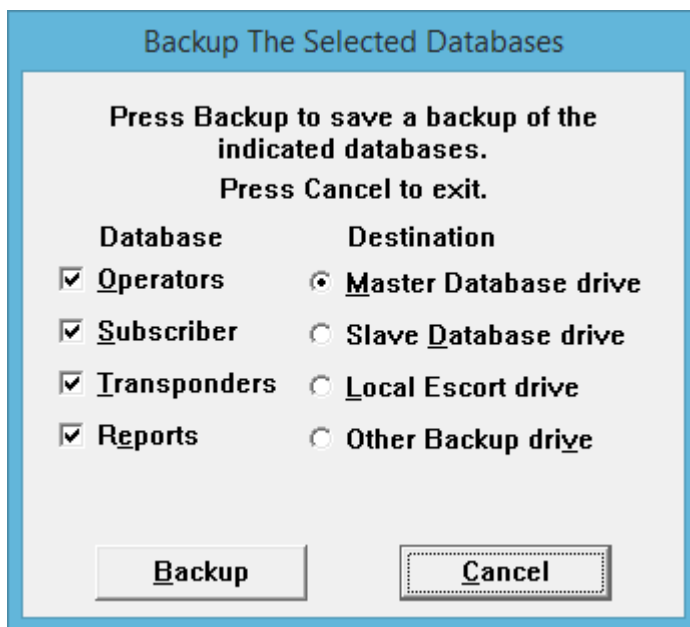 Backup The Selected Databases
Press Backup to save a backup of the
indicated databases.
Press Cancel to exit.
Database Destination
Operators Master Database drive
Subscriber Slave Database drive
Transponders Local Escort drive
Reports Other Backup drive
Backup Cancel